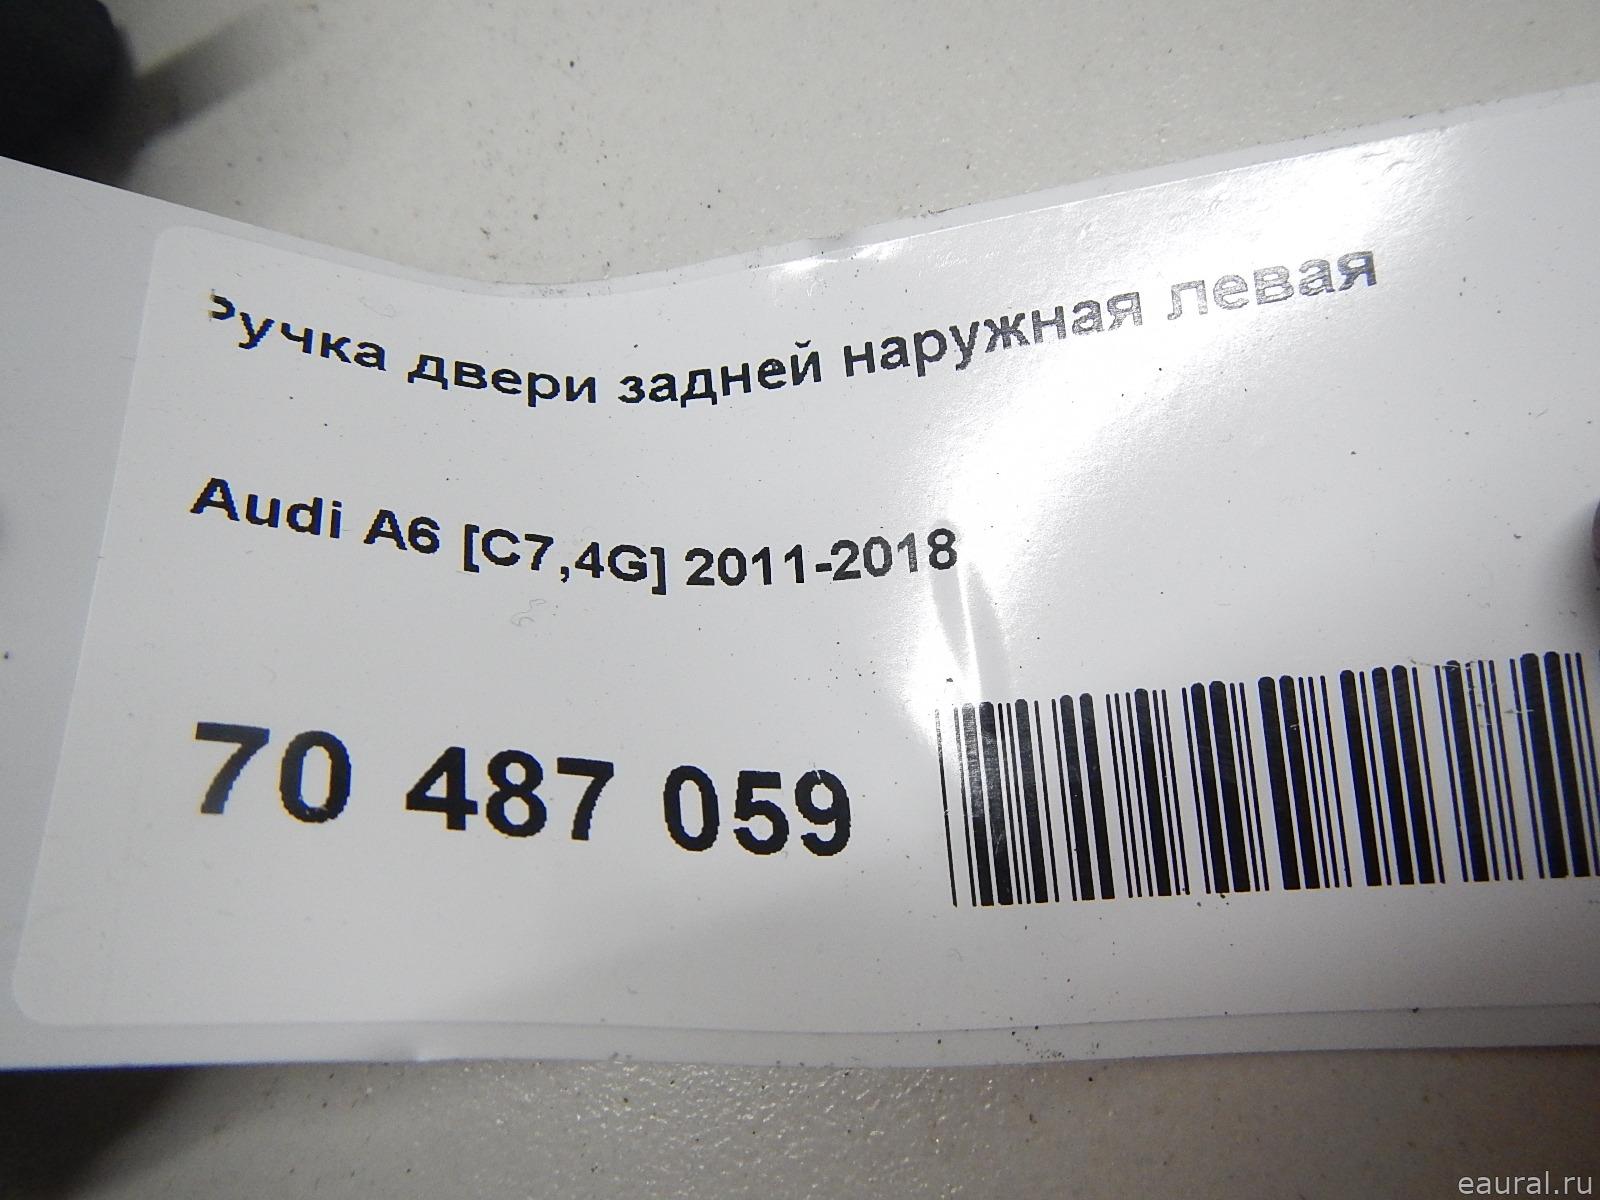 Ручка двери задней наружная левая
Audi A6 [C7,4G] 2011-2018
70 487 059
eaural.ru